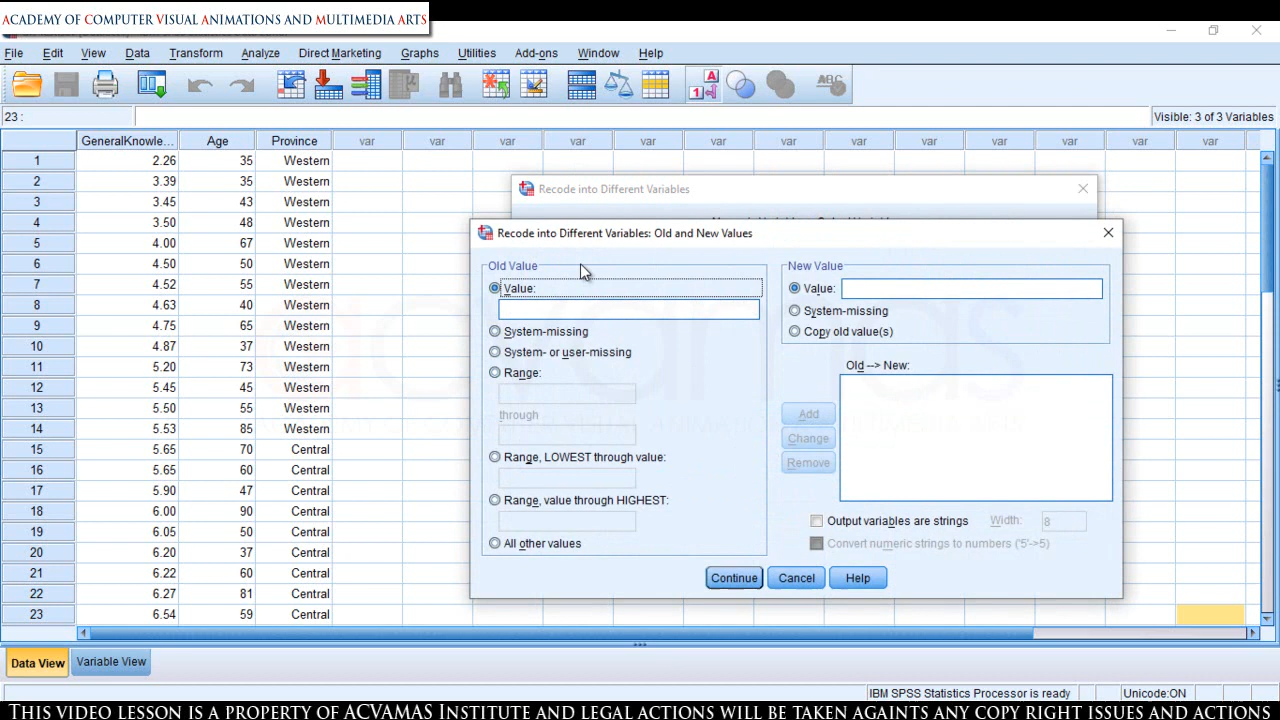 ACADEMY OF COMPUTER VISUAL ANIMATIONS AND MULTIMEDIA ARTS
File Edit View Data Transform Analyze Direct Marketing Graphs Utilities Add-ons Window Help
23 :
Visible: 3 of 3 Variables
GeneralKnowle... Age Province var var var var var var var var var var var var var
1 2.26 35 Western
2 3.39 35 Western
3 3.45 43 Western
4 3.50 48 Western
5 4.00 67 Western
6 4.50 50 Western
7 4.52 55 Western
8 4.63 40 Western
9 4.75 65 Western
10 4.87 37 Western
11 5.20 73 Western
12 5.45 45 Western
13 5.50 55 Western
14 5.53 85 Western
15 5.65 70 Central
16 5.65 60 Central
17 5.90 47 Central
18 6.00 90 Central
19 6.05 50 Central
20 6.20 37 Central
21 6.22 60 Central
22 6.27 81 Central
23 6.54 59 Central
Recode into Different Variables
Recode into Different Variables: Old and New Values
Old Value
Value:
System-missing
System- or user-missing
Range:
through
Range, LOWEST through value:
Range, value through HIGHEST:
All other values
New Value
Value:
System-missing
Copy old value(s)
Old --> New:
Add
Change
Remove
Output variables are strings Width: 8
Convert numeric strings to numbers ('5'->5)
Continue Cancel Help
Data View Variable View
IBM SPSS Statistics Processor is ready Unicode:ON
THIS VIDEO LESSON IS A PROPERTY OF ACVAMAS INSTITUTE AND LEGAL ACTIONS WILL BE TAKEN AGAINTS ANY COPY RIGHT ISSUES AND ACTIONS